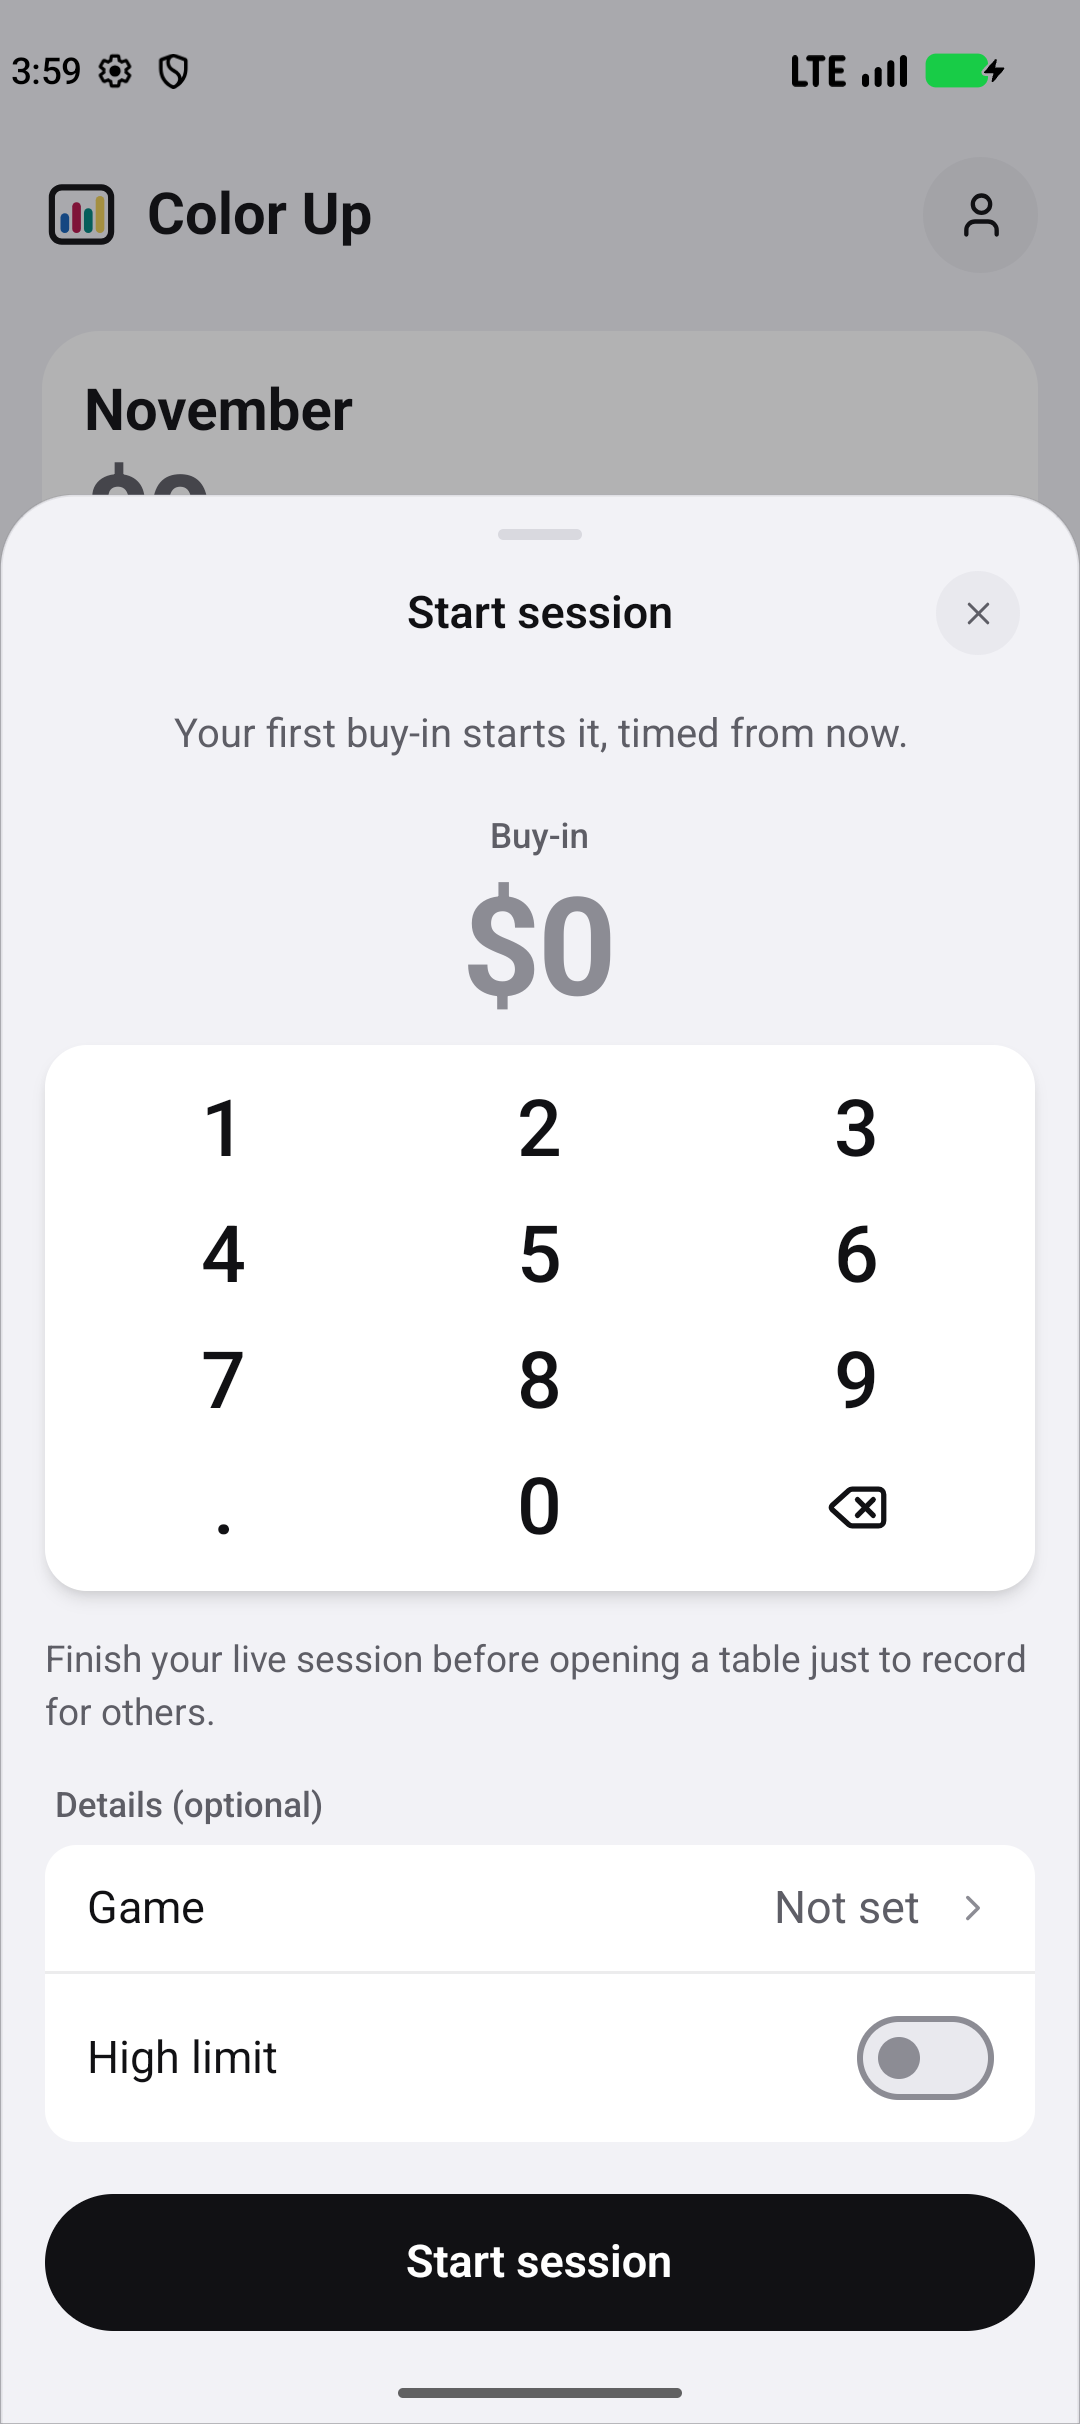 3:59
LTE
Color Up
November
$0
Start session
Your first buy-in starts it, timed from now.
Buy-in
$0
1 2 3
4 5 6
7 8 9
. 0
Finish your live session before opening a table just to record
for others.
Details (optional)
Game Not set
High limit
Start session